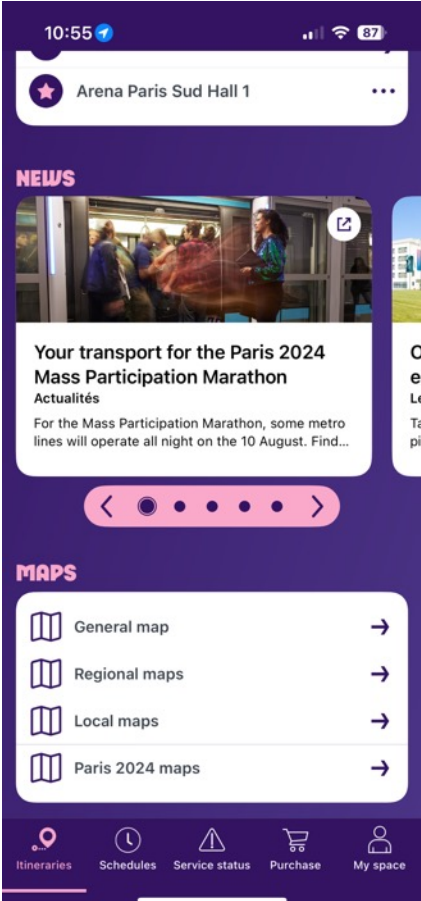 10:55
87
Arena Paris Sud Hall 1
NEWS
Your transport for the Paris 2024
Mass Participation Marathon
Actualités
For the Mass Participation Marathon, some metro
lines will operate all night on the 10 August. Find...
MAPS
General map
Regional maps
Local maps
Paris 2024 maps
Itineraries
Schedules
Service status
Purchase
My space